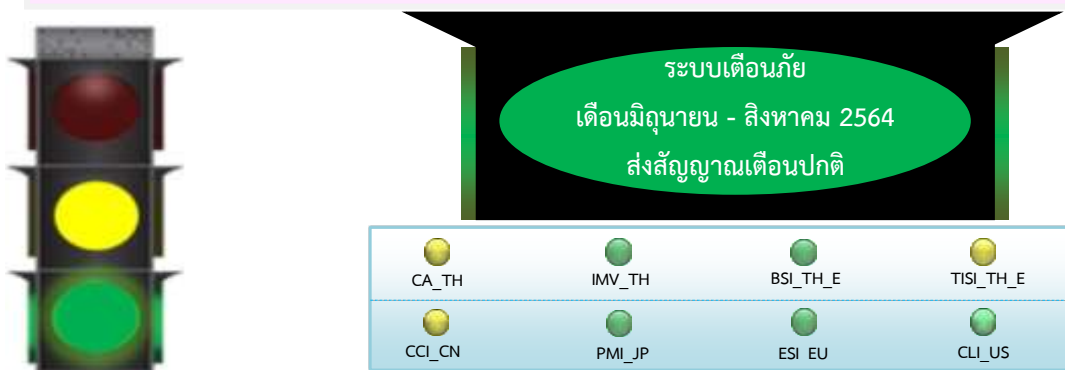 ระบบเตือนภัย
เดือนมิถุนายน - สิงหาคม 2564
ส่งสัญญาณเตือนปกติ
CA_TH IMV_TH BSI_TH_E TISI_TH_E
CCI_CN PMI_JP ESI EU CLI_US